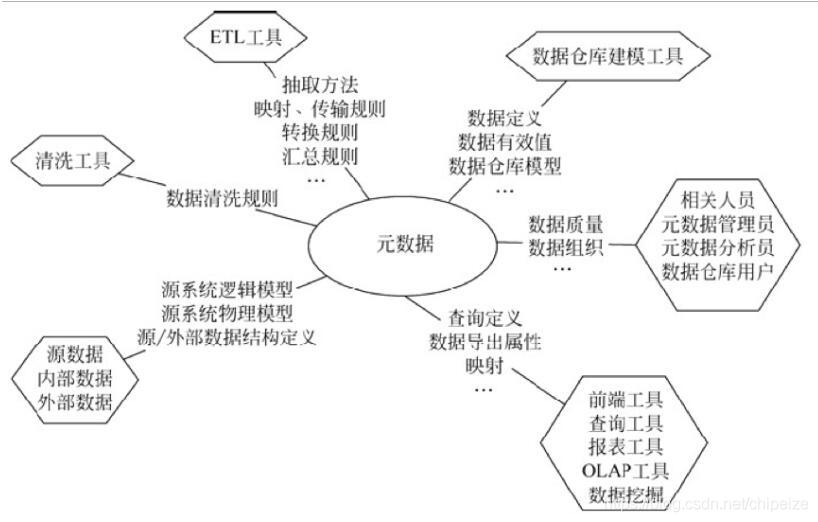 ETL工具
抽取方法
映射、传输规则
转换规则
汇总规则
…
数据仓库建模工具
数据定义
数据有效值
数据仓库模型
…
清洗工具
数据清洗规则
元数据
数据质量
数据组织
…
相关人员
元数据管理员
元数据分析员
数据仓库用户
源系统逻辑模型
源系统物理模型
源/外部数据结构定义
源数据
内部数据
外部数据
查询定义
数据导出属性
映射
…
前端工具
查询工具
报表工具
OLAP工具
数据挖掘
https://blog.csdn.net/chipeize